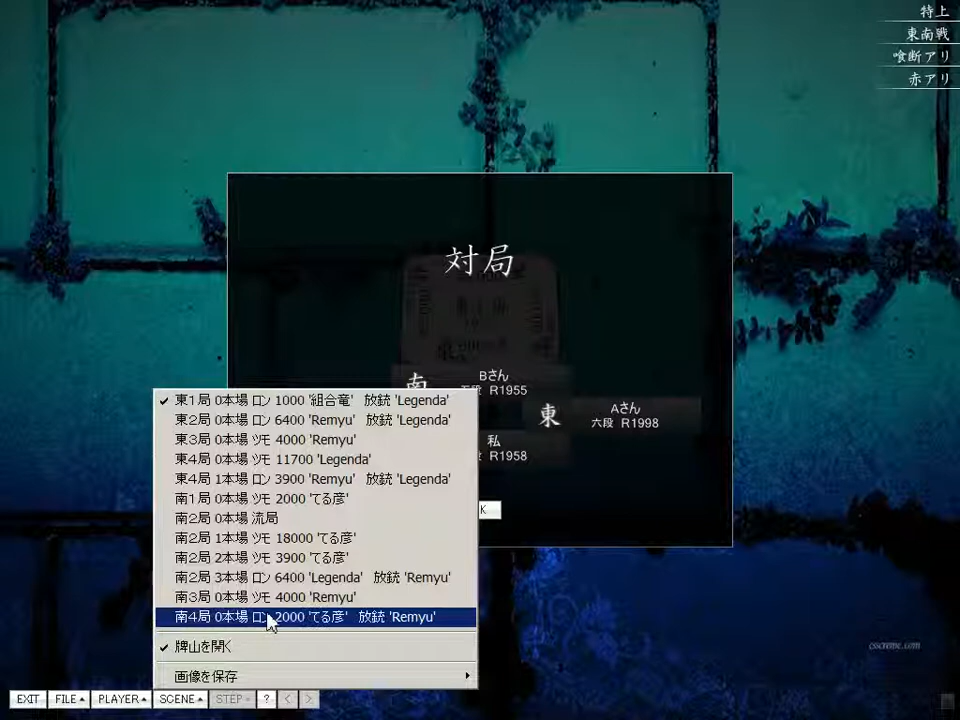 特上
東南戦
喰断アリ
赤アリ
対局
南
Bさん
段 R1955
東
Aさん
六段 R1998
私
R1958
K
東1局 0本場 ロン 1000 '組合竜' 放銃 'Legenda'
東2局 0本場 ロン 6400 'Remyu' 放銃 'Legenda'
東3局 0本場 ツモ 4000 'Remyu'
東4局 0本場 ツモ 11700 'Legenda'
東4局 1本場 ロン 3900 'Remyu' 放銃 'Legenda'
南1局 0本場 ツモ 2000 'てる彦'
南2局 0本場 流局
南2局 1本場 ツモ 18000 'てる彦'
南2局 2本場 ツモ 3900 'てる彦'
南2局 3本場 ロン 6400 'Legenda' 放銃 'Remyu'
南3局 0本場 ツモ 4000 'Remyu'
南4局 0本場 ロン 2000 'てる彦' 放銃 'Remyu'
牌山を開く
画像を保存
csscreme.com
EXIT FILE PLAYER SCENE STEP ? < >